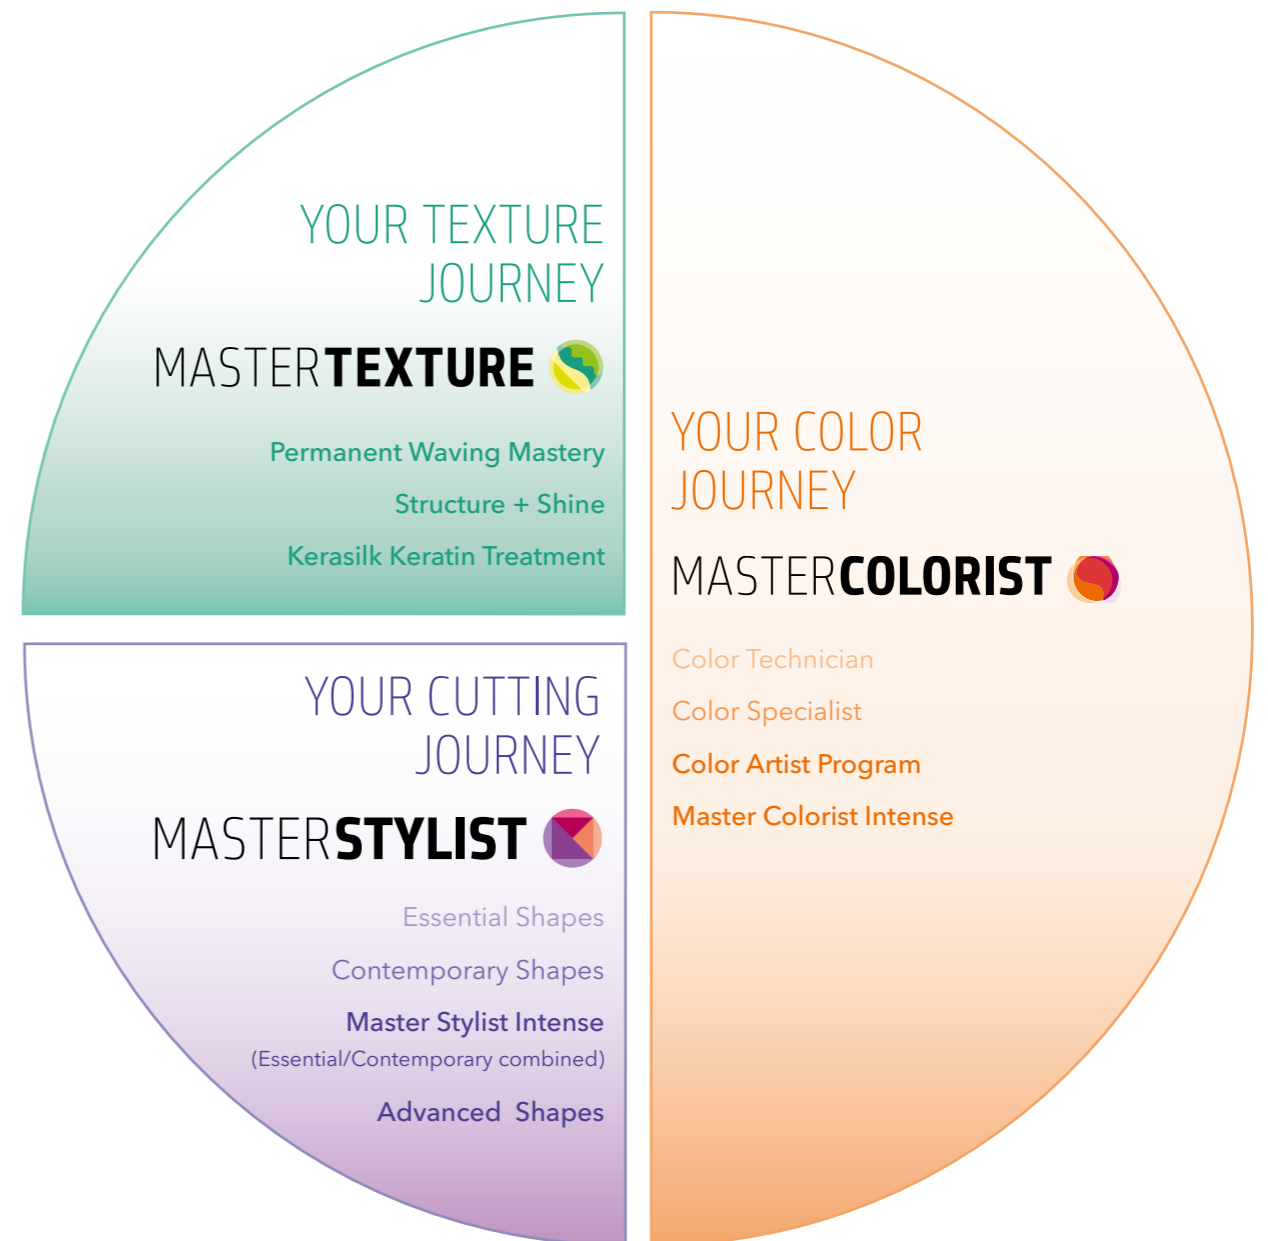 YOUR TEXTURE
JOURNEY
MASTERTEXTURE
Permanent Waving Mastery
Structure + Shine
Kerasilk Keratin Treatment
YOUR CUTTING
JOURNEY
MASTERSTYLIST
Essential Shapes
Contemporary Shapes
Master Stylist Intense
(Essential/Contemporary combined)
Advanced Shapes
YOUR COLOR
JOURNEY
MASTERCOLORIST
Color Technician
Color Specialist
Color Artist Program
Master Colorist Intense